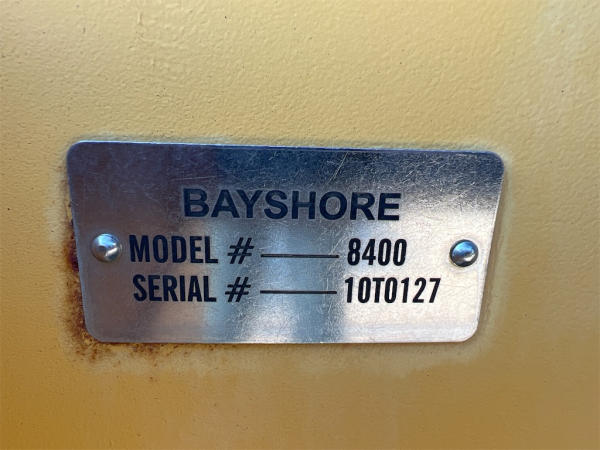 BAYSHORE
MODEL # 8400
SERIAL # 10T0127